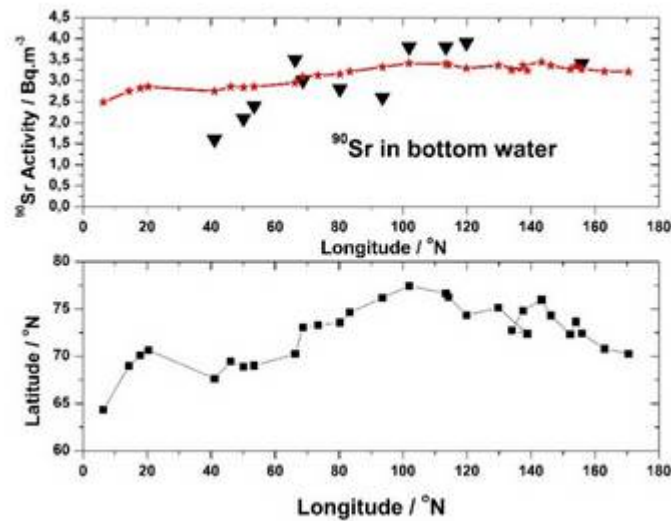 4,5
4,0
3,5
3,0
2,5
2,0
1,5
1,0
0,5
0,0
⁹⁰Sr Activity / Bq.m⁻³
⁹⁰Sr in bottom water
0 20 40 60 80 100 120 140 160 180
Longitude / °N
80
75
70
65
60
Latitude / °N
0 20 40 60 80 100 120 140 160 180
Longitude / °N